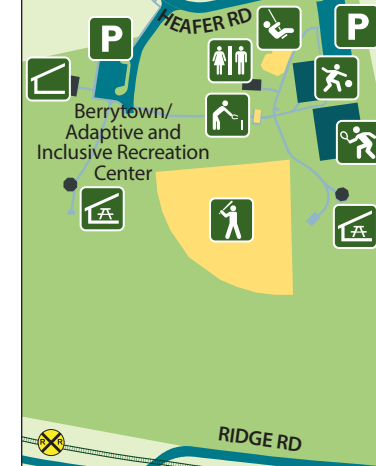 HEAFER RD
P
P
Berrytown/
Adaptive and
Inclusive Recreation
Center
RIDGE RD
R R